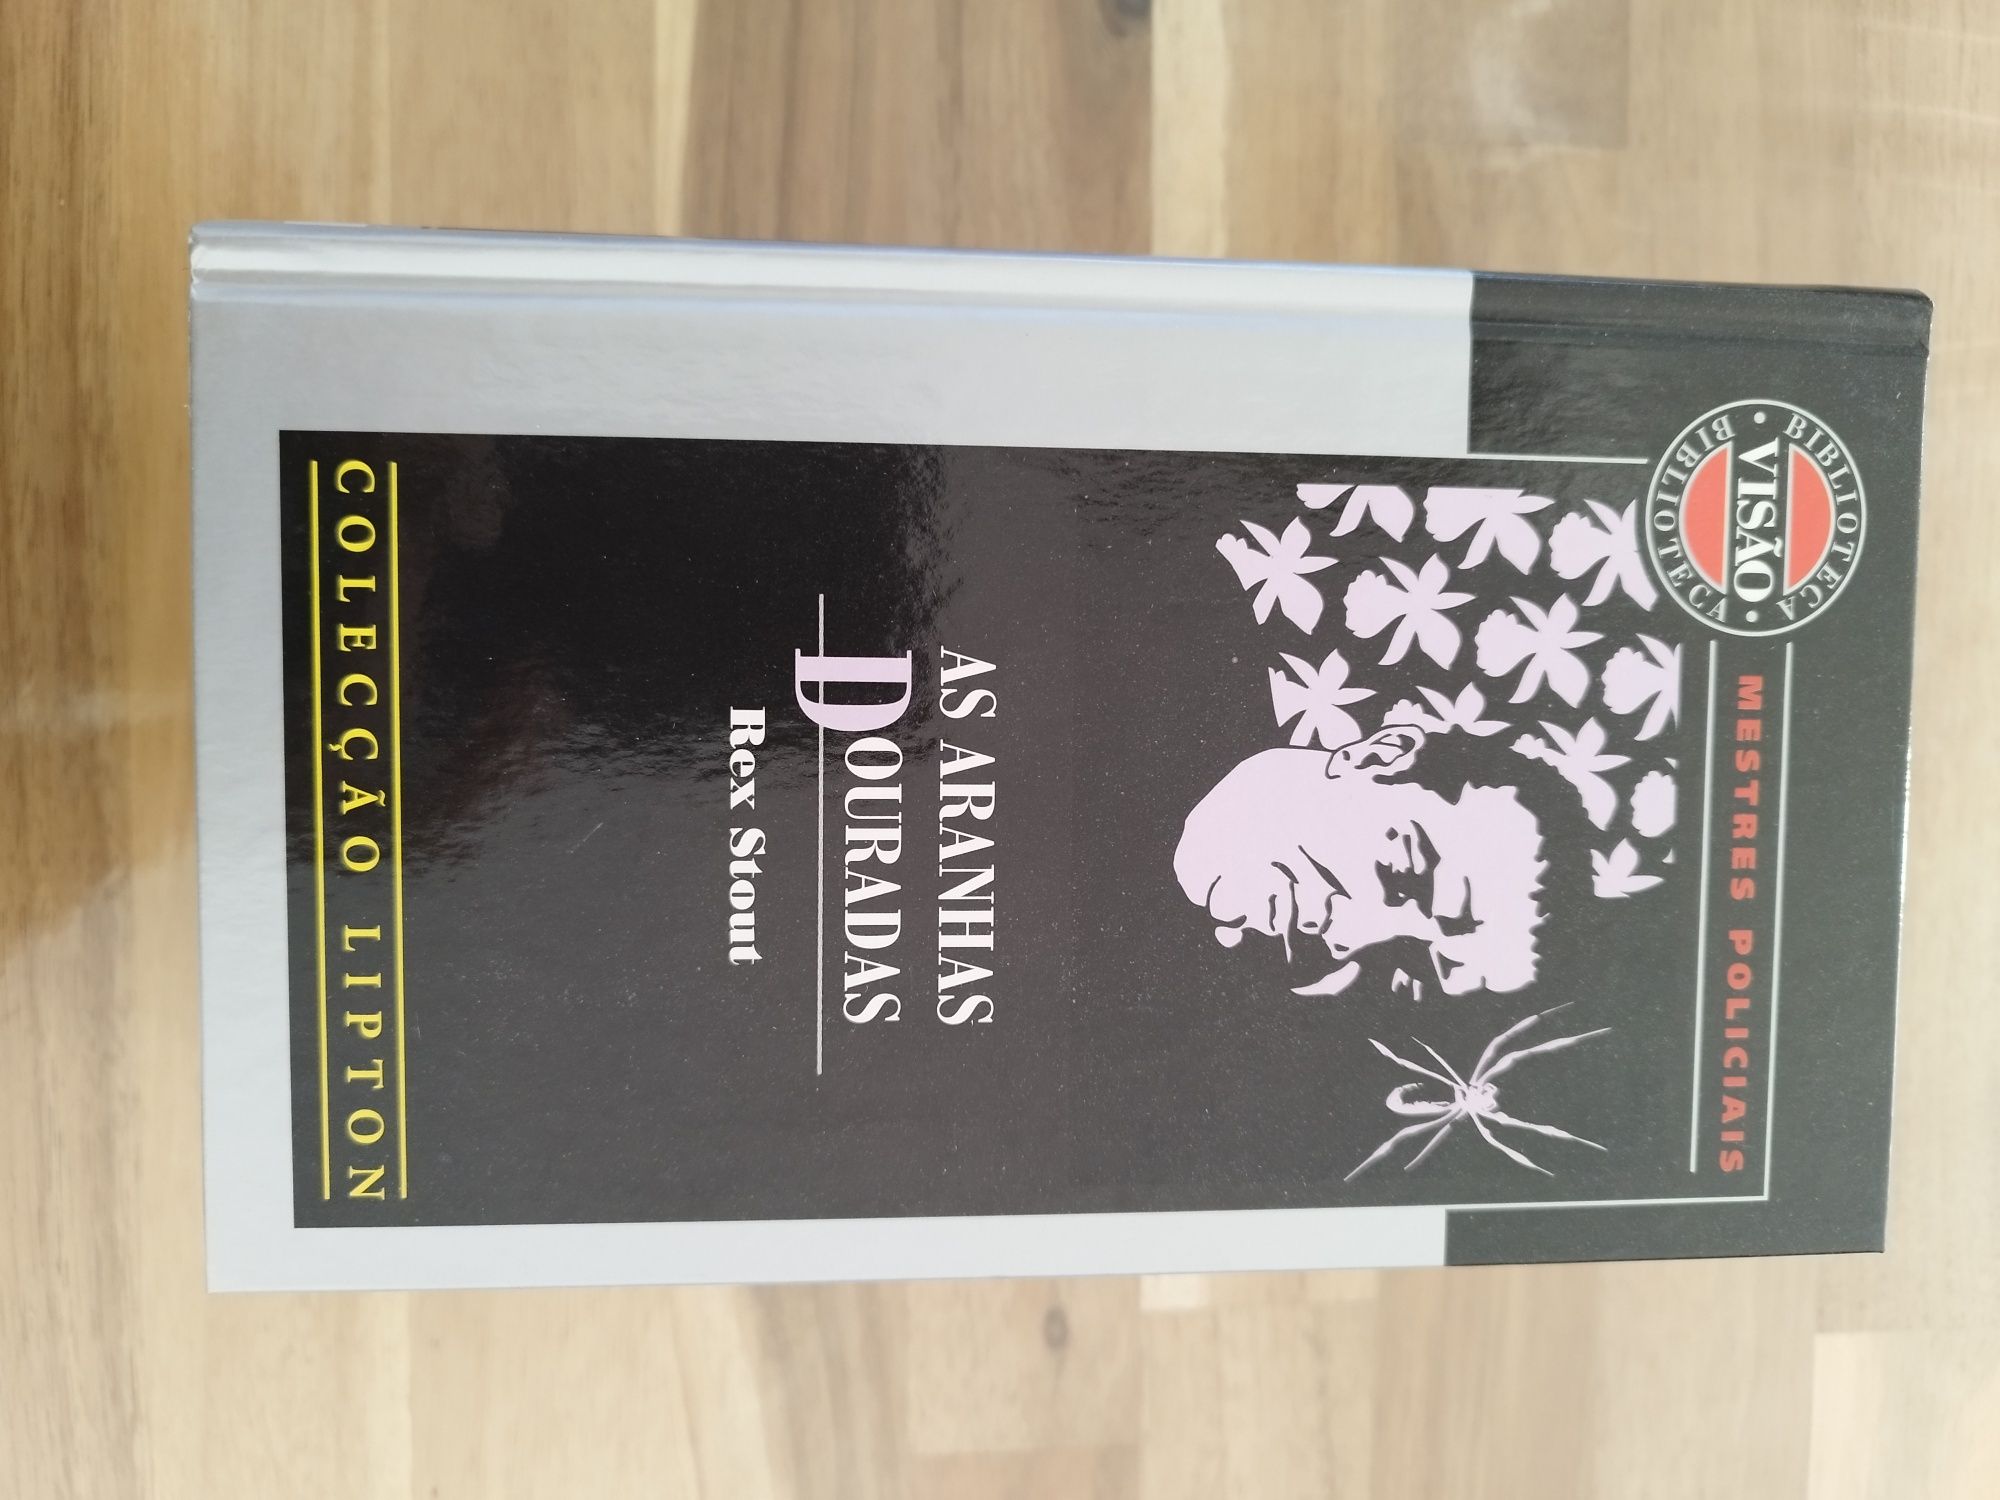 BIBLIOTECA
VISÃO
BIBLIOTECA
MESTRES POLICIAIS
AS ARANHAS
DOURADAS
Rex Stout
COLECÇÃO LIPTON